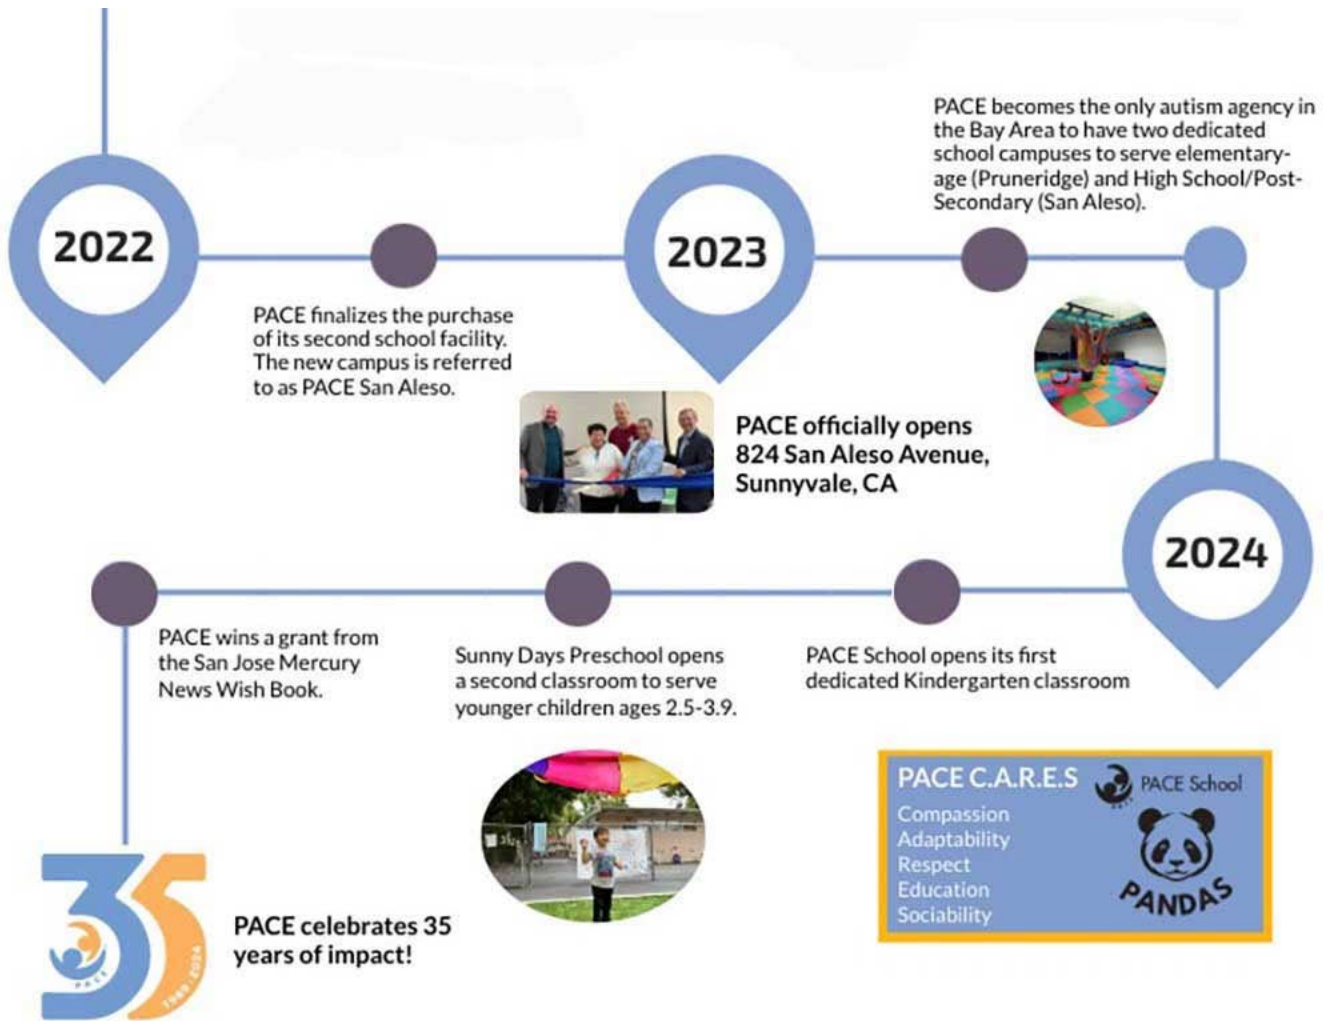 2022
PACE finalizes the purchase
of its second school facility.
The new campus is referred
to as PACE San Aleso.
2023
PACE officially opens
824 San Aleso Avenue,
Sunnyvale, CA
PACE becomes the only autism agency in
the Bay Area to have two dedicated
school campuses to serve elementary-
age (Pruneridge) and High School/Post-
Secondary (San Aleso).
2024
PACE School opens its first
dedicated Kindergarten classroom
Sunny Days Preschool opens
a second classroom to serve
younger children ages 2.5-3.9.
PACE wins a grant from
the San Jose Mercury
News Wish Book.
PACE C.A.R.E.S
Compassion
Adaptability
Respect
Education
Sociability
PACE School
PANDAS
35
PACE
1989-2024
PACE celebrates 35
years of impact!